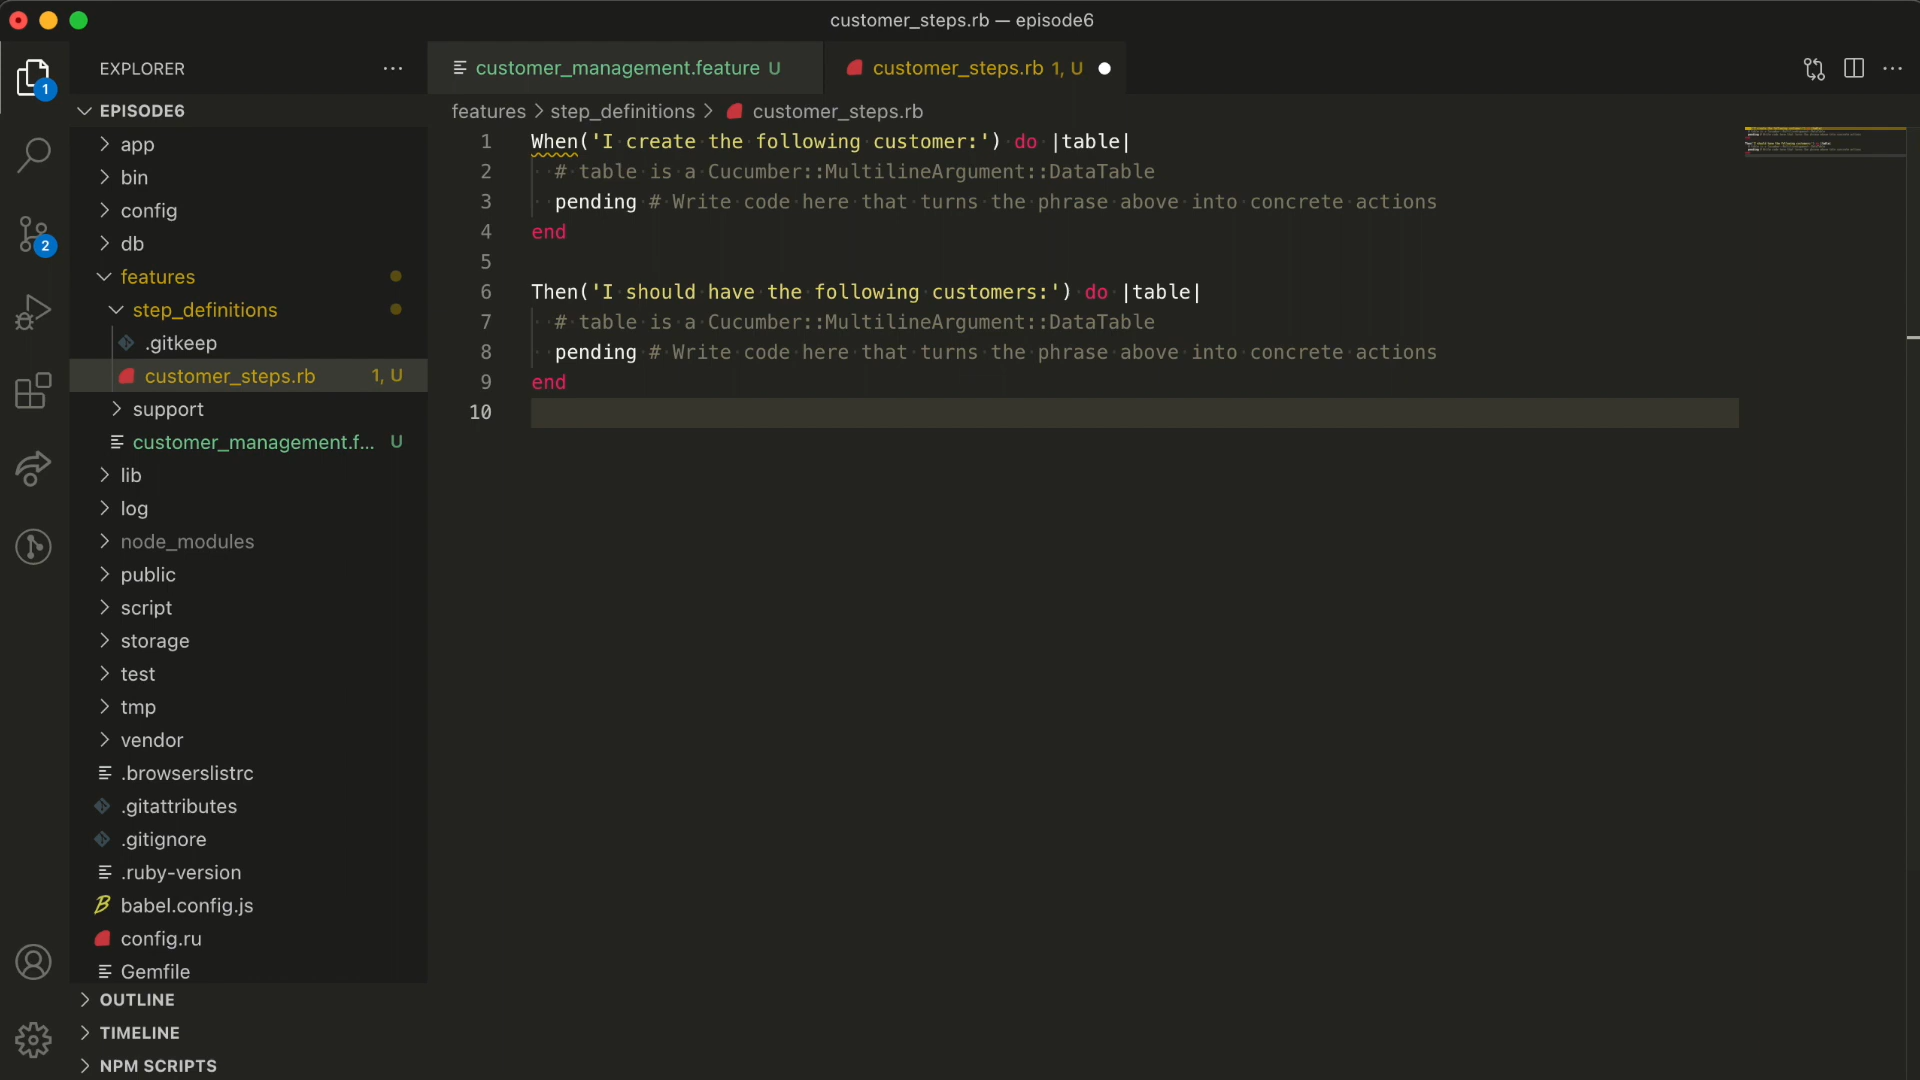 customer_steps.rb — episode6
EXPLORER
customer_management.feature U
customer_steps.rb 1, U
1
EPISODE6
features > step_definitions > customer_steps.rb
app
bin
config
db
2
features
step_definitions
.gitkeep
customer_steps.rb 1, U
support
customer_management.f... U
lib
log
node_modules
public
script
storage
test
tmp
vendor
.browserslistrc
.gitattributes
.gitignore
.ruby-version
babel.config.js
config.ru
Gemfile
OUTLINE
TIMELINE
NPM SCRIPTS
1 When('I create the following customer:') do |table|
2 # table is a Cucumber::MultilineArgument::DataTable
3 pending # Write code here that turns the phrase above into concrete actions
4 end
5
6 Then('I should have the following customers:') do |table|
7 # table is a Cucumber::MultilineArgument::DataTable
8 pending # Write code here that turns the phrase above into concrete actions
9 end
10